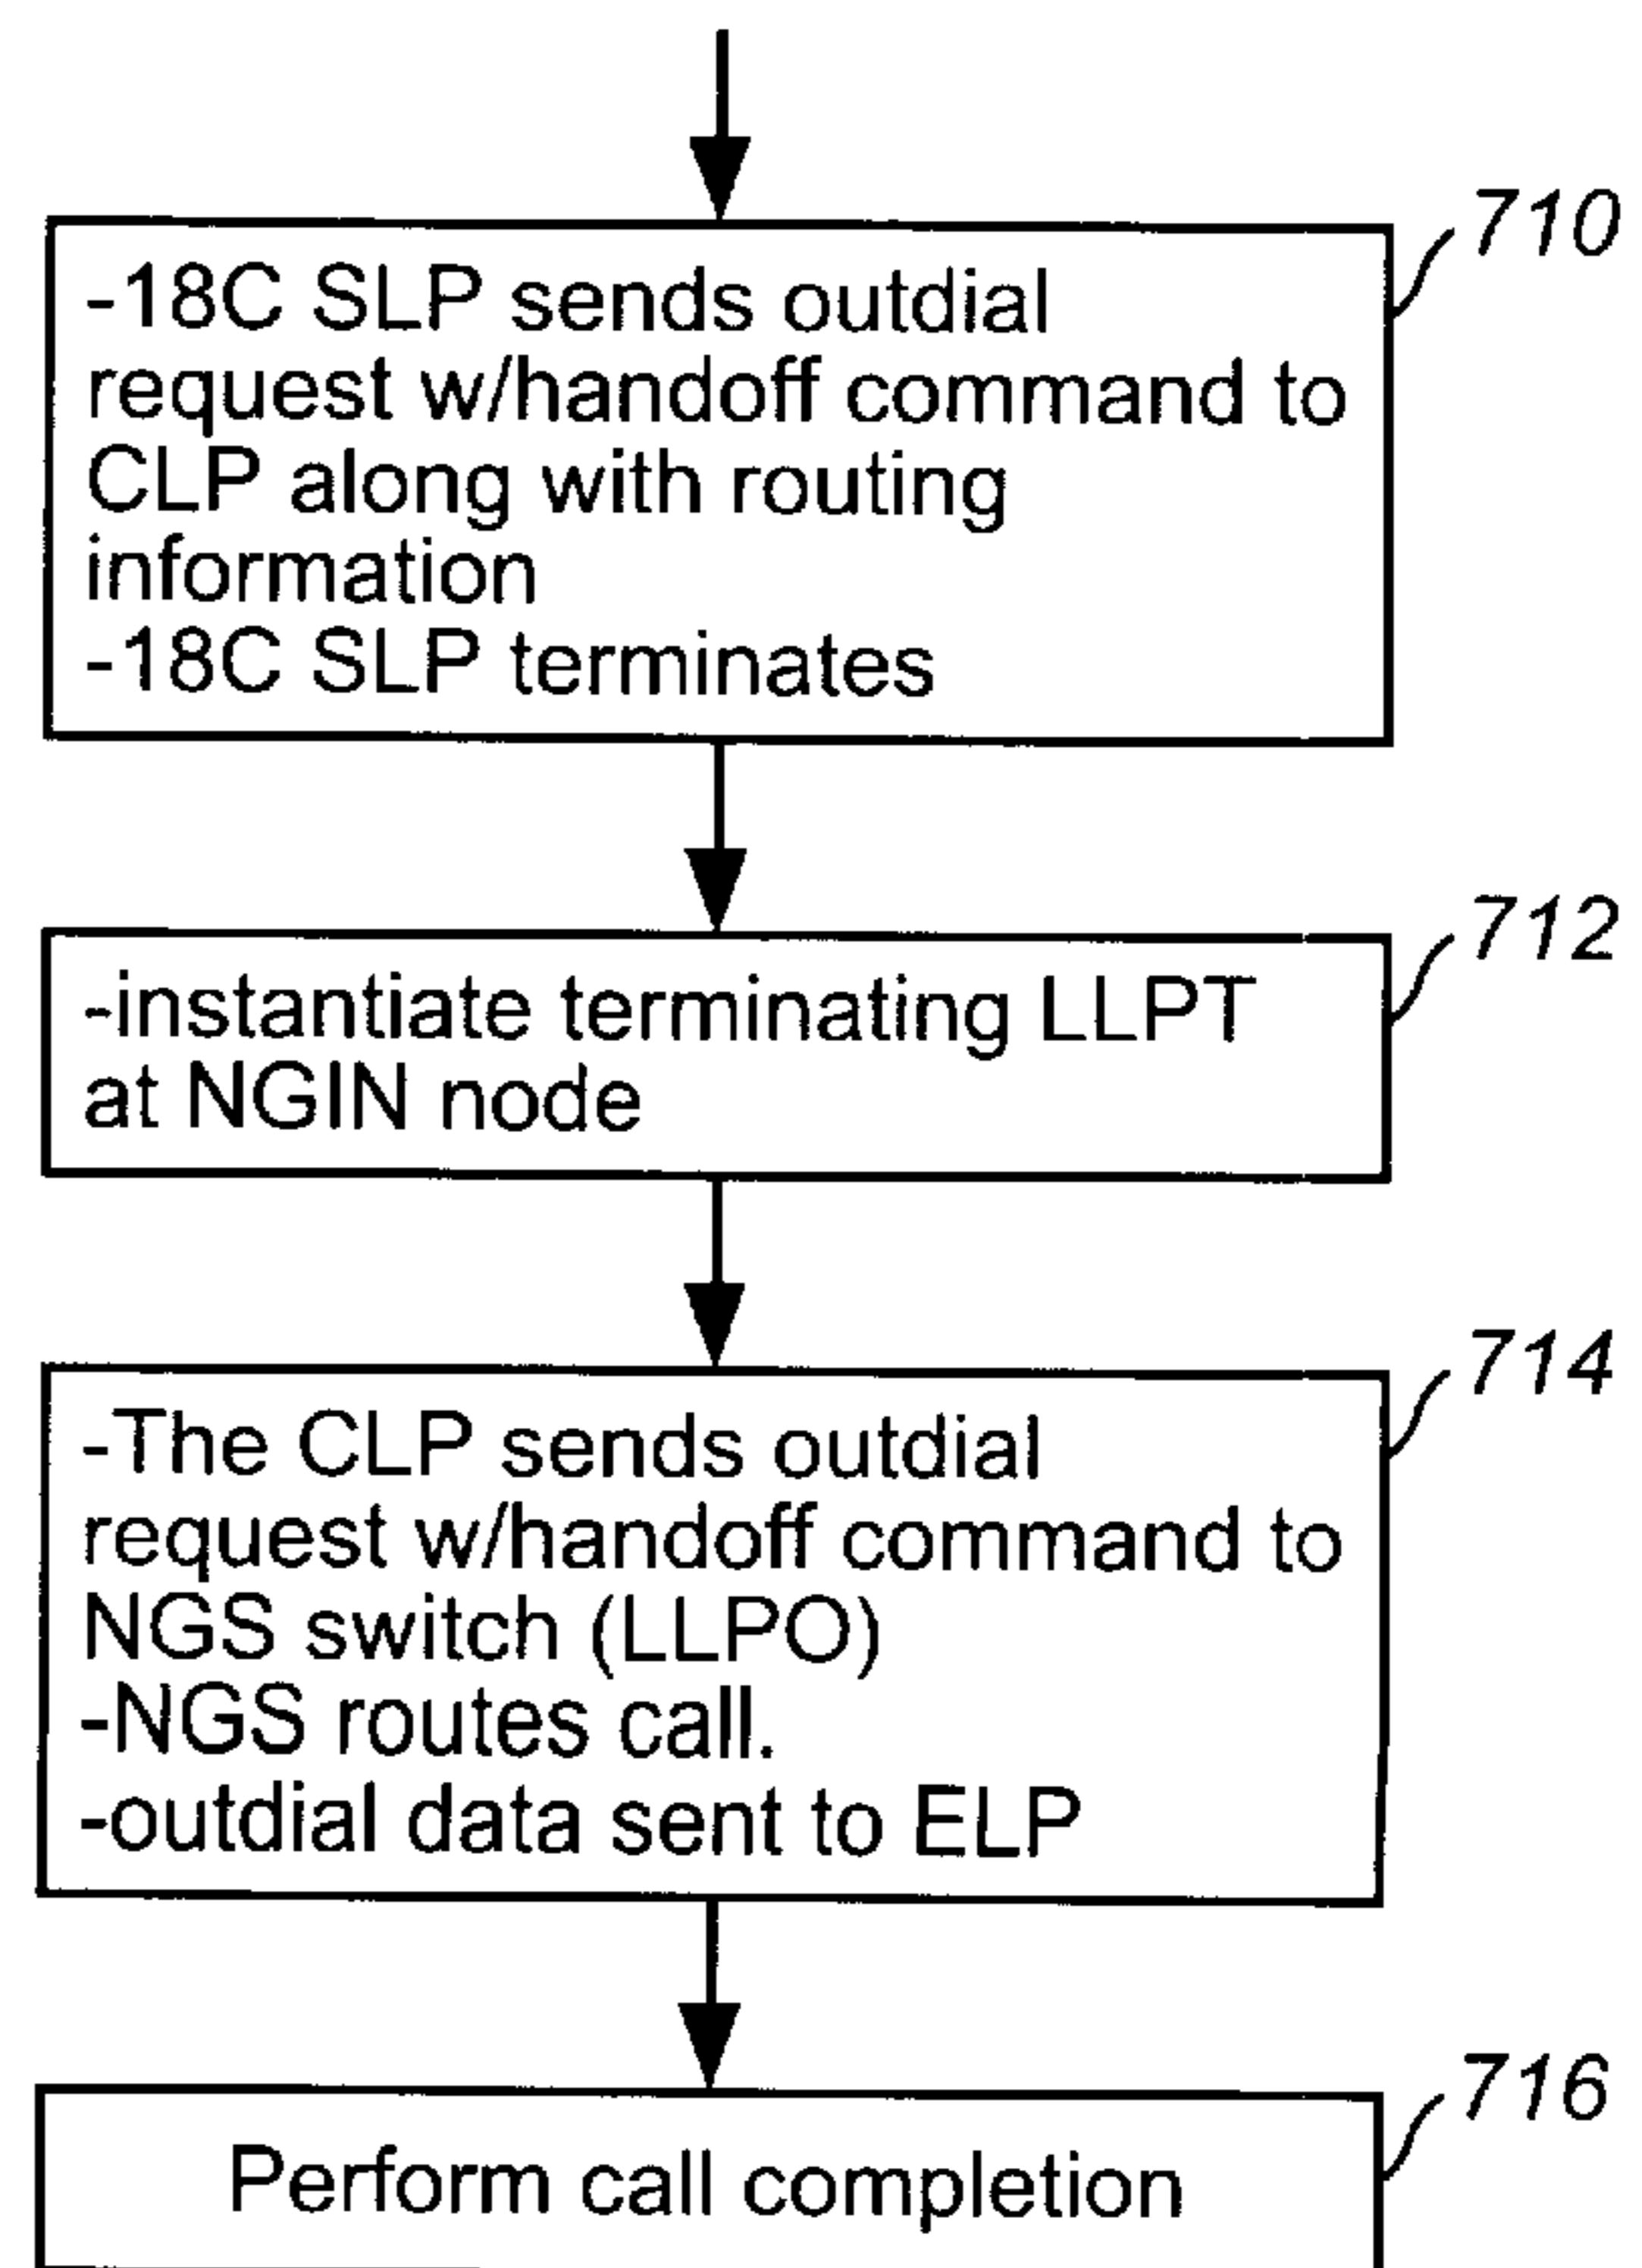 710
-18C SLP sends outdial
request w/handoff command to
CLP along with routing
information
-18C SLP terminates
712
-instantiate terminating LLPT
at NGIN node
714
-The CLP sends outdial
request w/handoff command to
NGS switch (LLPO)
-NGS routes call.
-outdial data sent to ELP
716
Perform call completion